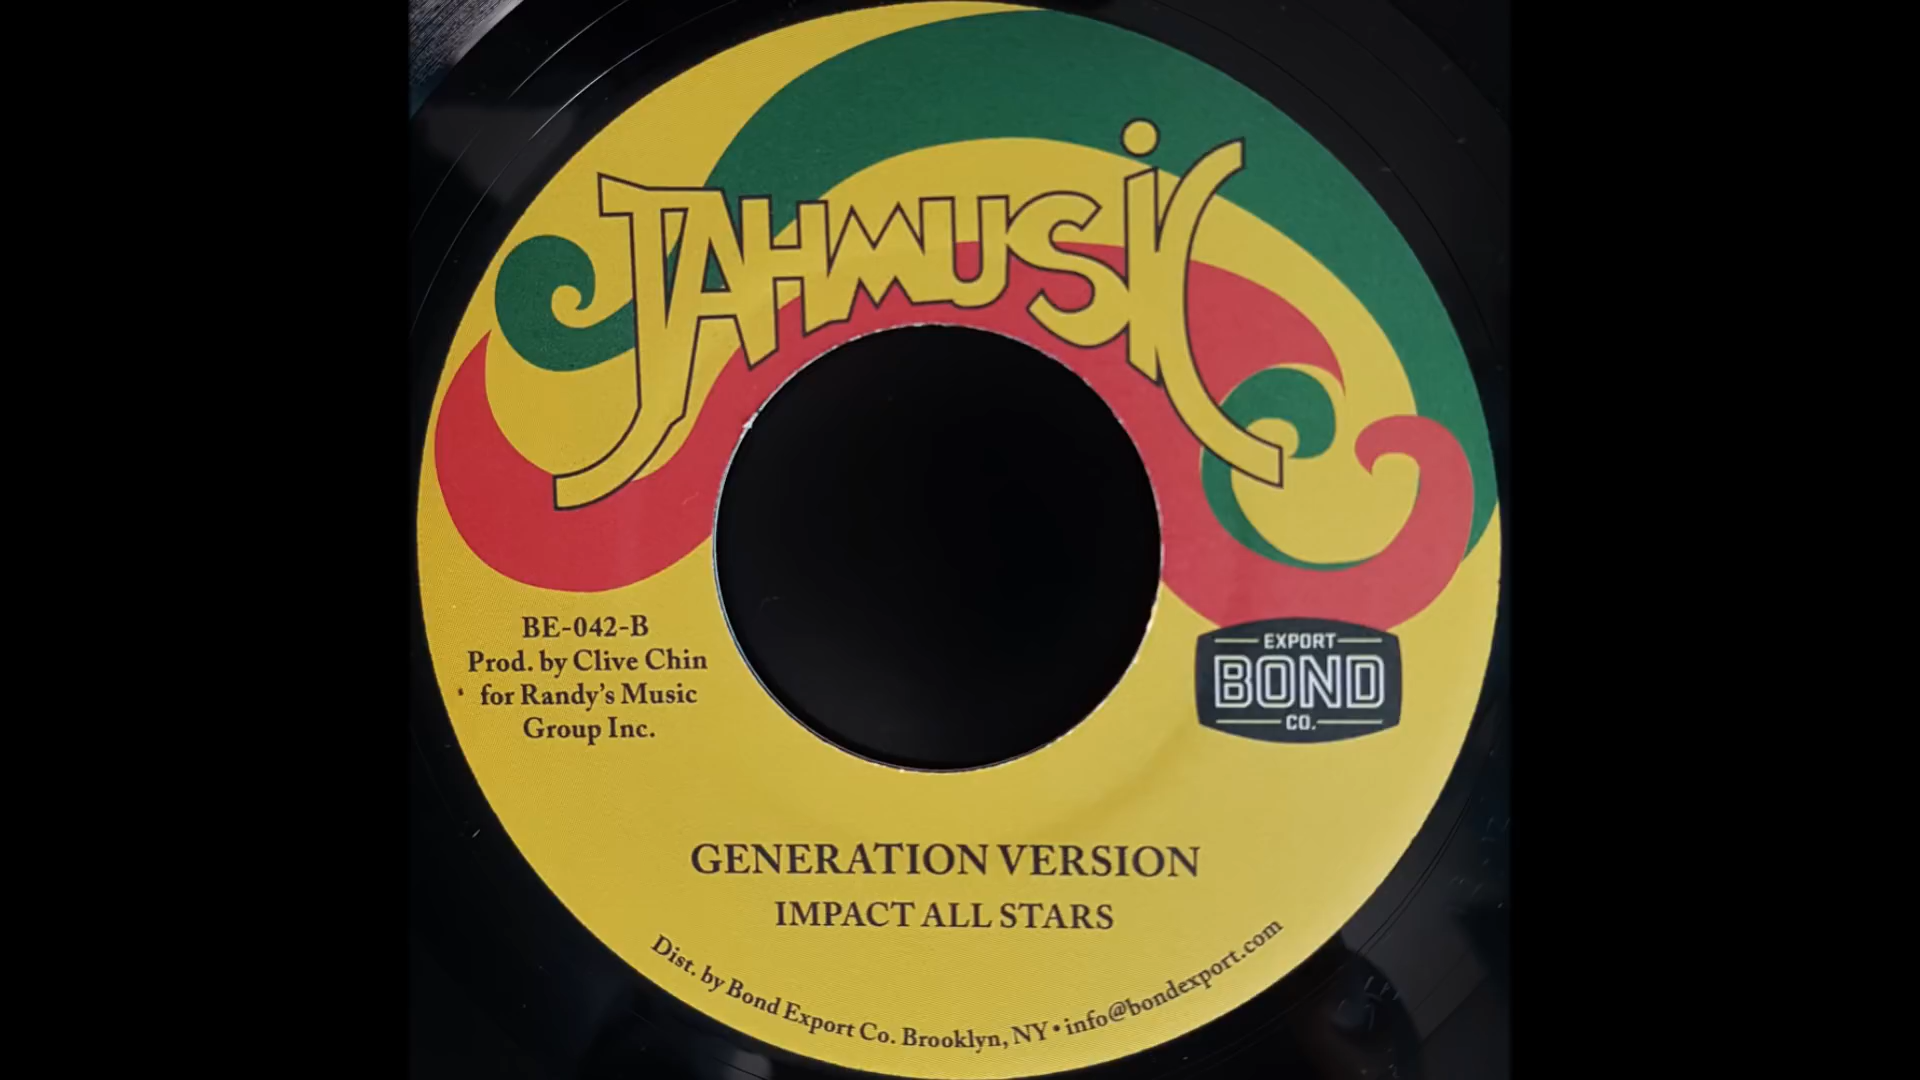 JAHMUSiC
BE-042-B
Prod. by Clive Chin
for Randy's Music
Group Inc.
EXPORT
BOND
CO.
GENERATION VERSION
IMPACT ALL STARS
Dist. by Bond Export Co. Brooklyn, NY • info@bondexport.com